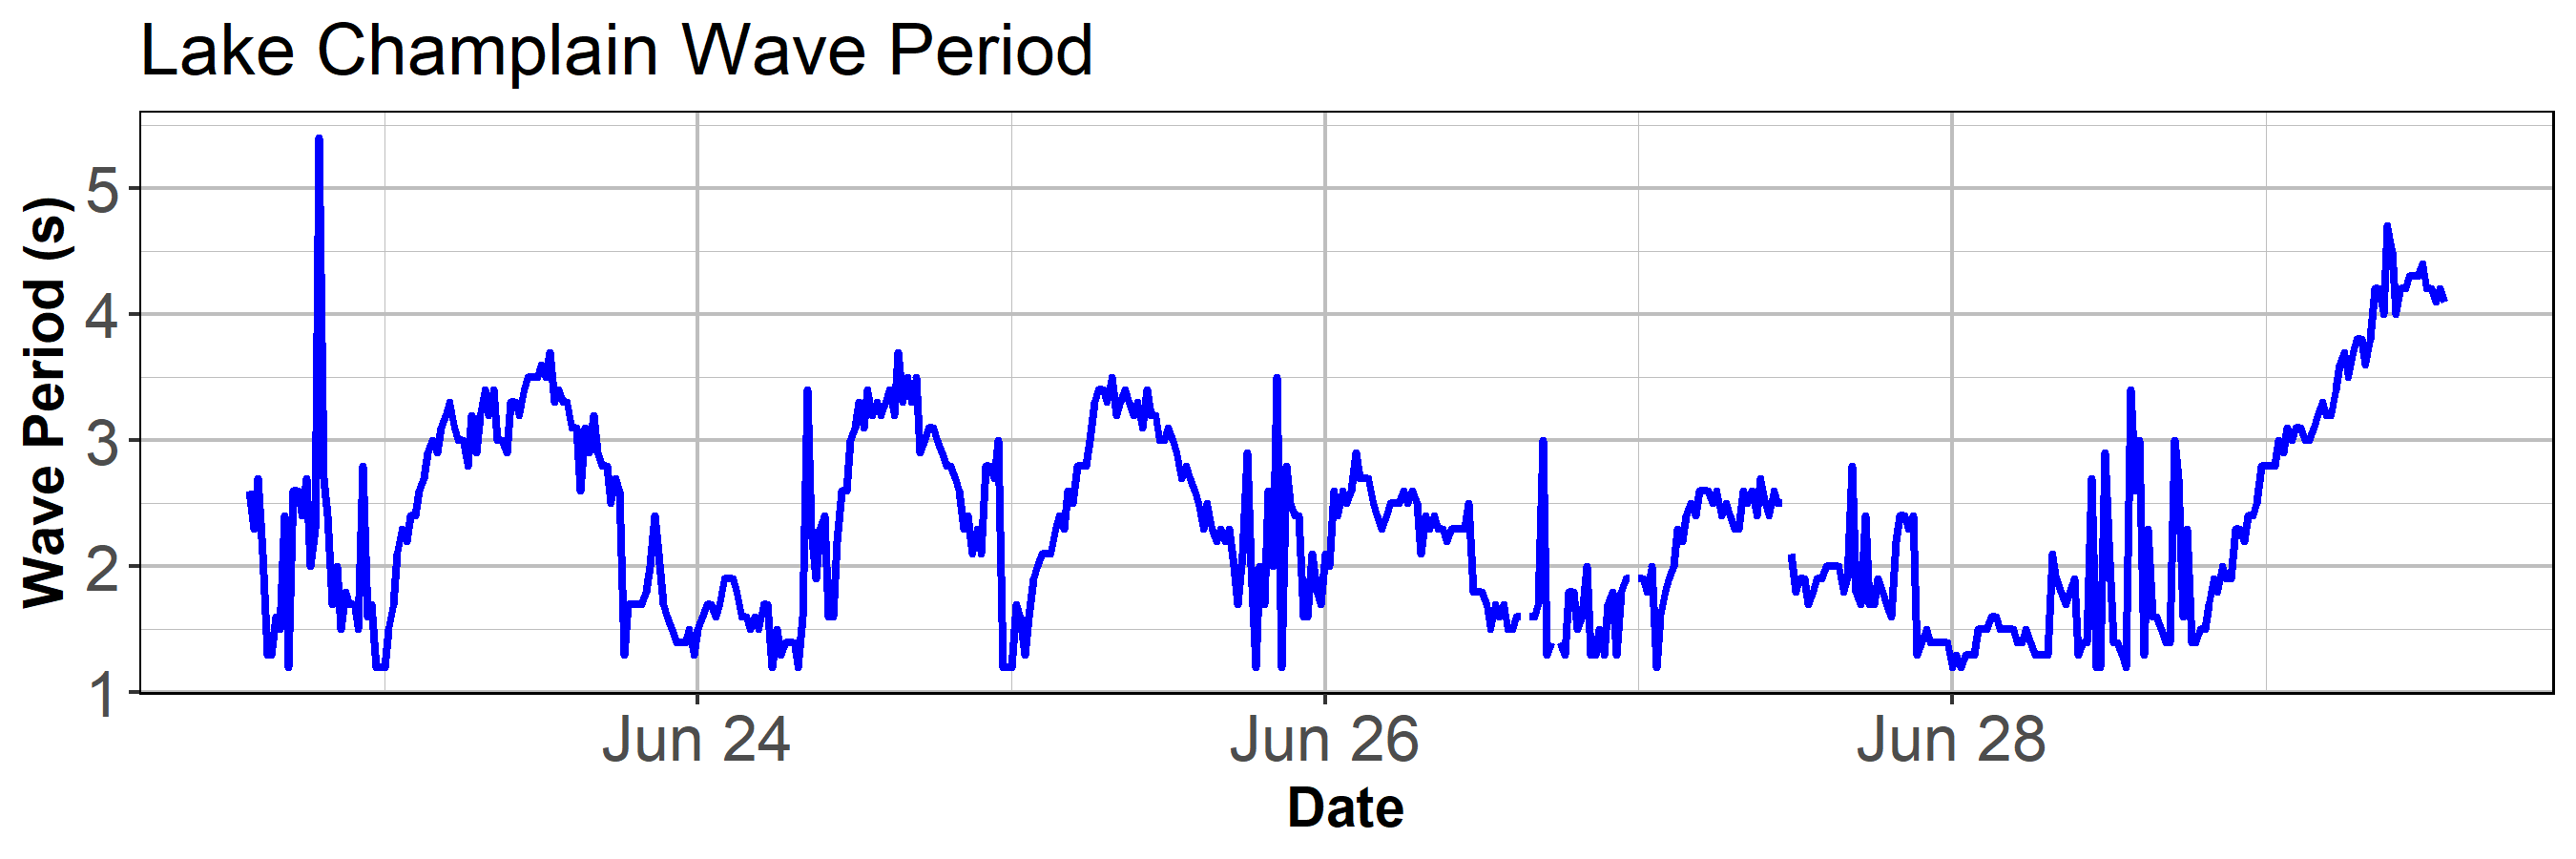 Lake Champlain Wave Period
Wave Period (s)
5
4
3
2
1
Jun 24
Jun 26
Jun 28
Date